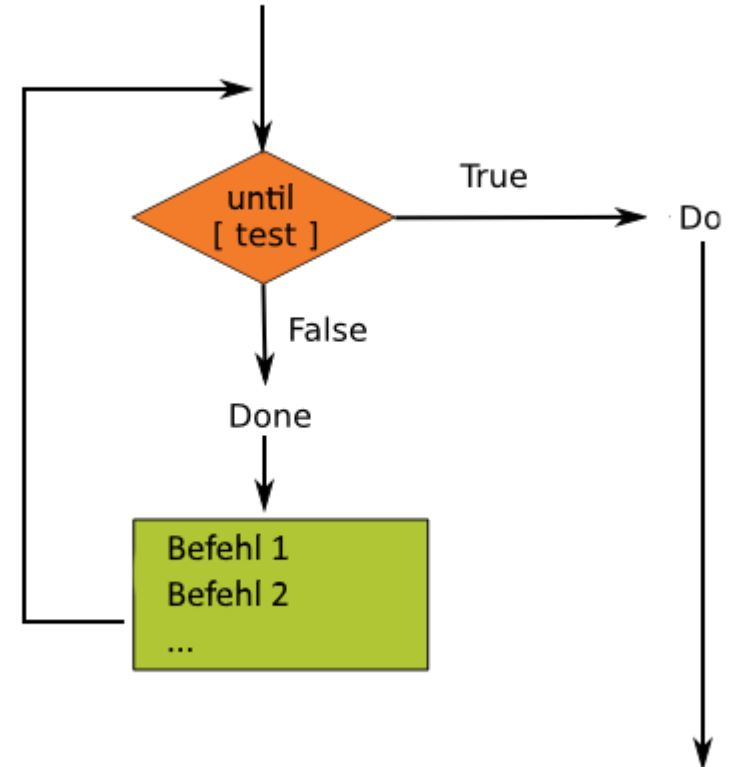 until
[ test ]
True
Do
False
Done
Befehl 1
Befehl 2
...